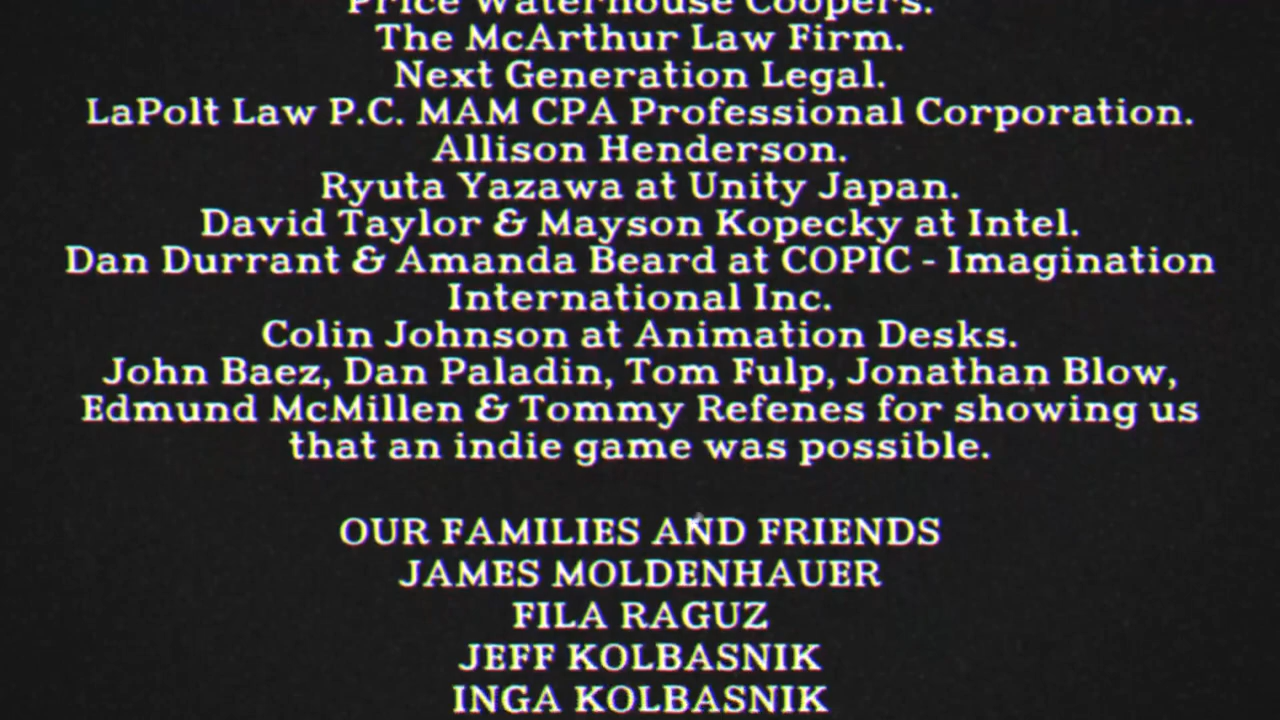 Price Waterhouse Coopers.
The McArthur Law Firm.
Next Generation Legal.
LaPolt Law P.C. MAM CPA Professional Corporation.
Allison Henderson.
Ryuta Yazawa at Unity Japan.
David Taylor & Mayson Kopecky at Intel.
Dan Durrant & Amanda Beard at COPIC - Imagination
International Inc.
Colin Johnson at Animation Desks.
John Baez, Dan Paladin, Tom Fulp, Jonathan Blow,
Edmund McMillen & Tommy Refenes for showing us
that an indie game was possible.
OUR FAMILIES AND FRIENDS
JAMES MOLDENHAUER
FILA RAGUZ
JEFF KOLBASNIK
INGA KOLBASNIK